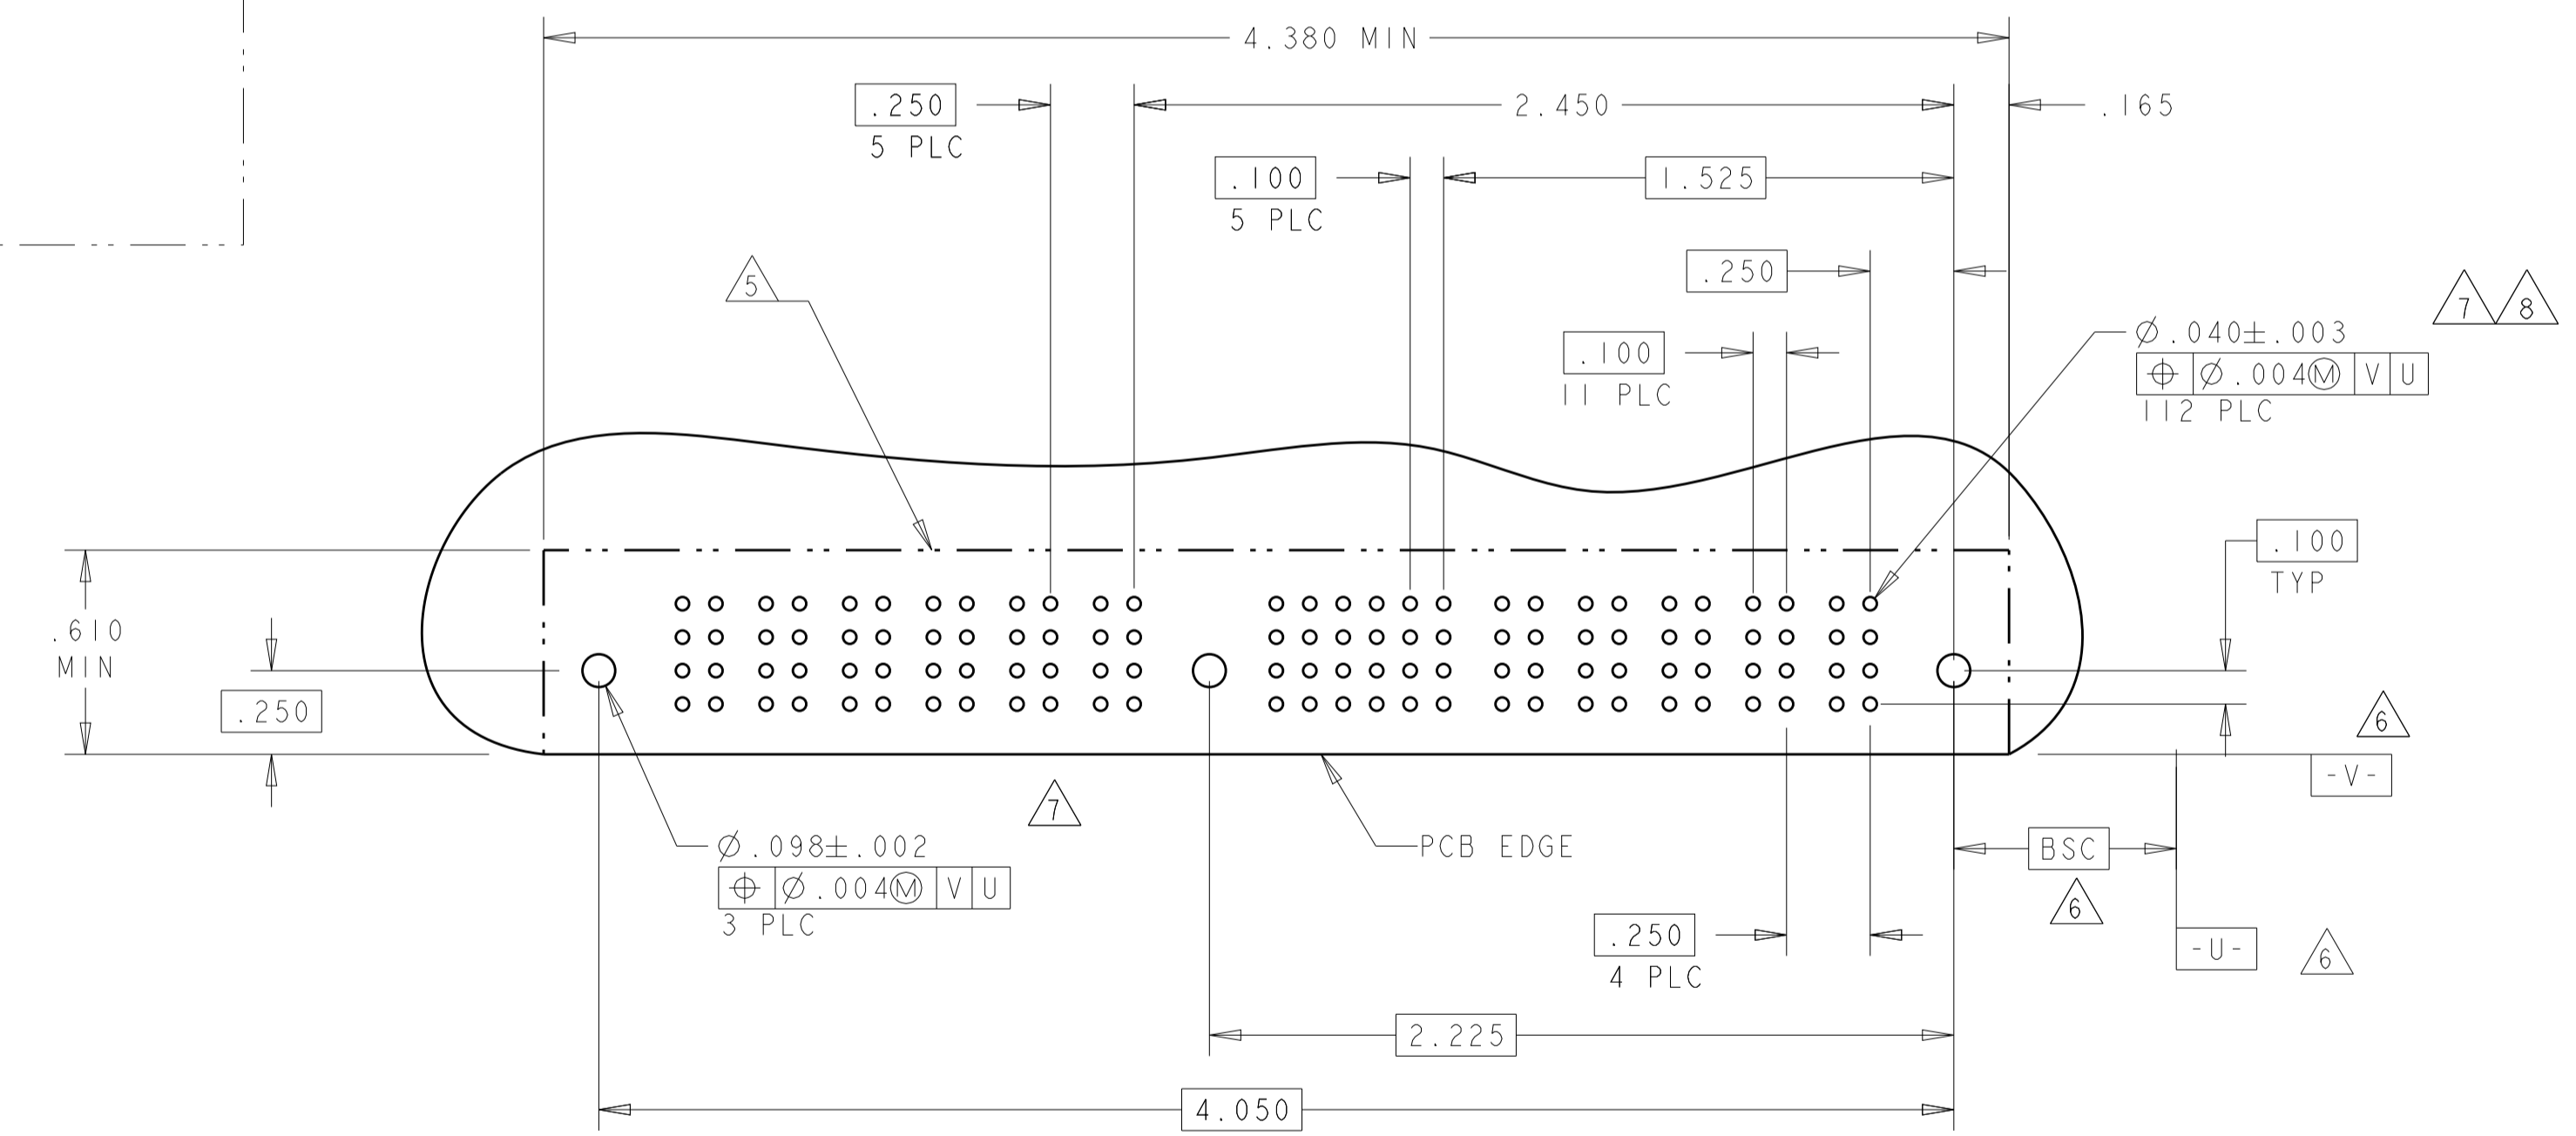 4.380 MIN
.250
5 PLC
2.450
.165
.100
5 PLC
1.525
.250
5
7 8
.100
11 PLC
Ø.040±.003
⌖ Ø.004Ⓜ V U
112 PLC
.100
TYP
.610
MIN
.250
6
-V-
7
Ø.098±.002
⌖ Ø.004Ⓜ V U
3 PLC
PCB EDGE
BSC
6
.250
4 PLC
-U-
6
2.225
4.050